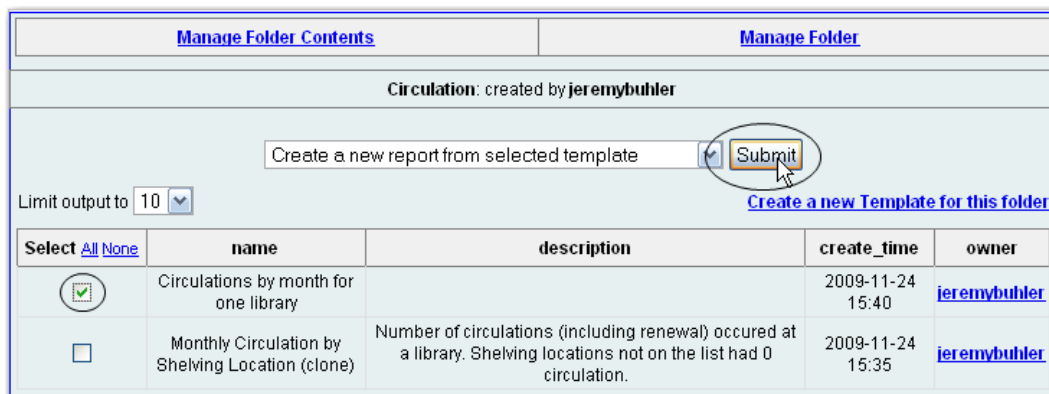 Manage Folder Contents Manage Folder
Circulation: created by jeremybuhler
Create a new report from selected template Submit
Limit output to 10 Create a new Template for this folder
Select All None name description create_time owner
Circulations by month for one library 2009-11-24 15:40 jeremybuhler
Monthly Circulation by Shelving Location (clone) Number of circulations (including renewal) occured at a library. Shelving locations not on the list had 0 circulation. 2009-11-24 15:35 jeremybuhler